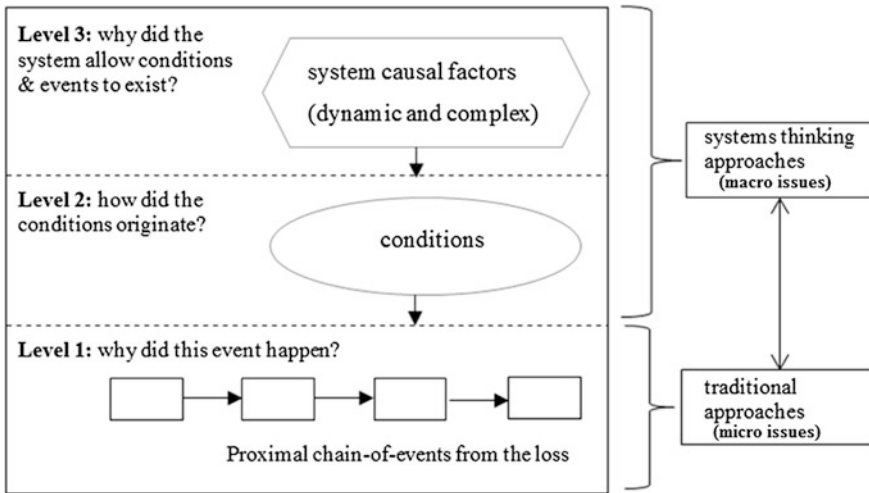 Level 3: why did the
system allow conditions
& events to exist?
system causal factors
(dynamic and complex)
Level 2: how did the
conditions originate?
conditions
Level 1: why did this event happen?
Proximal chain-of-events from the loss
systems thinking
approaches
(macro issues)
traditional
approaches
(micro issues)